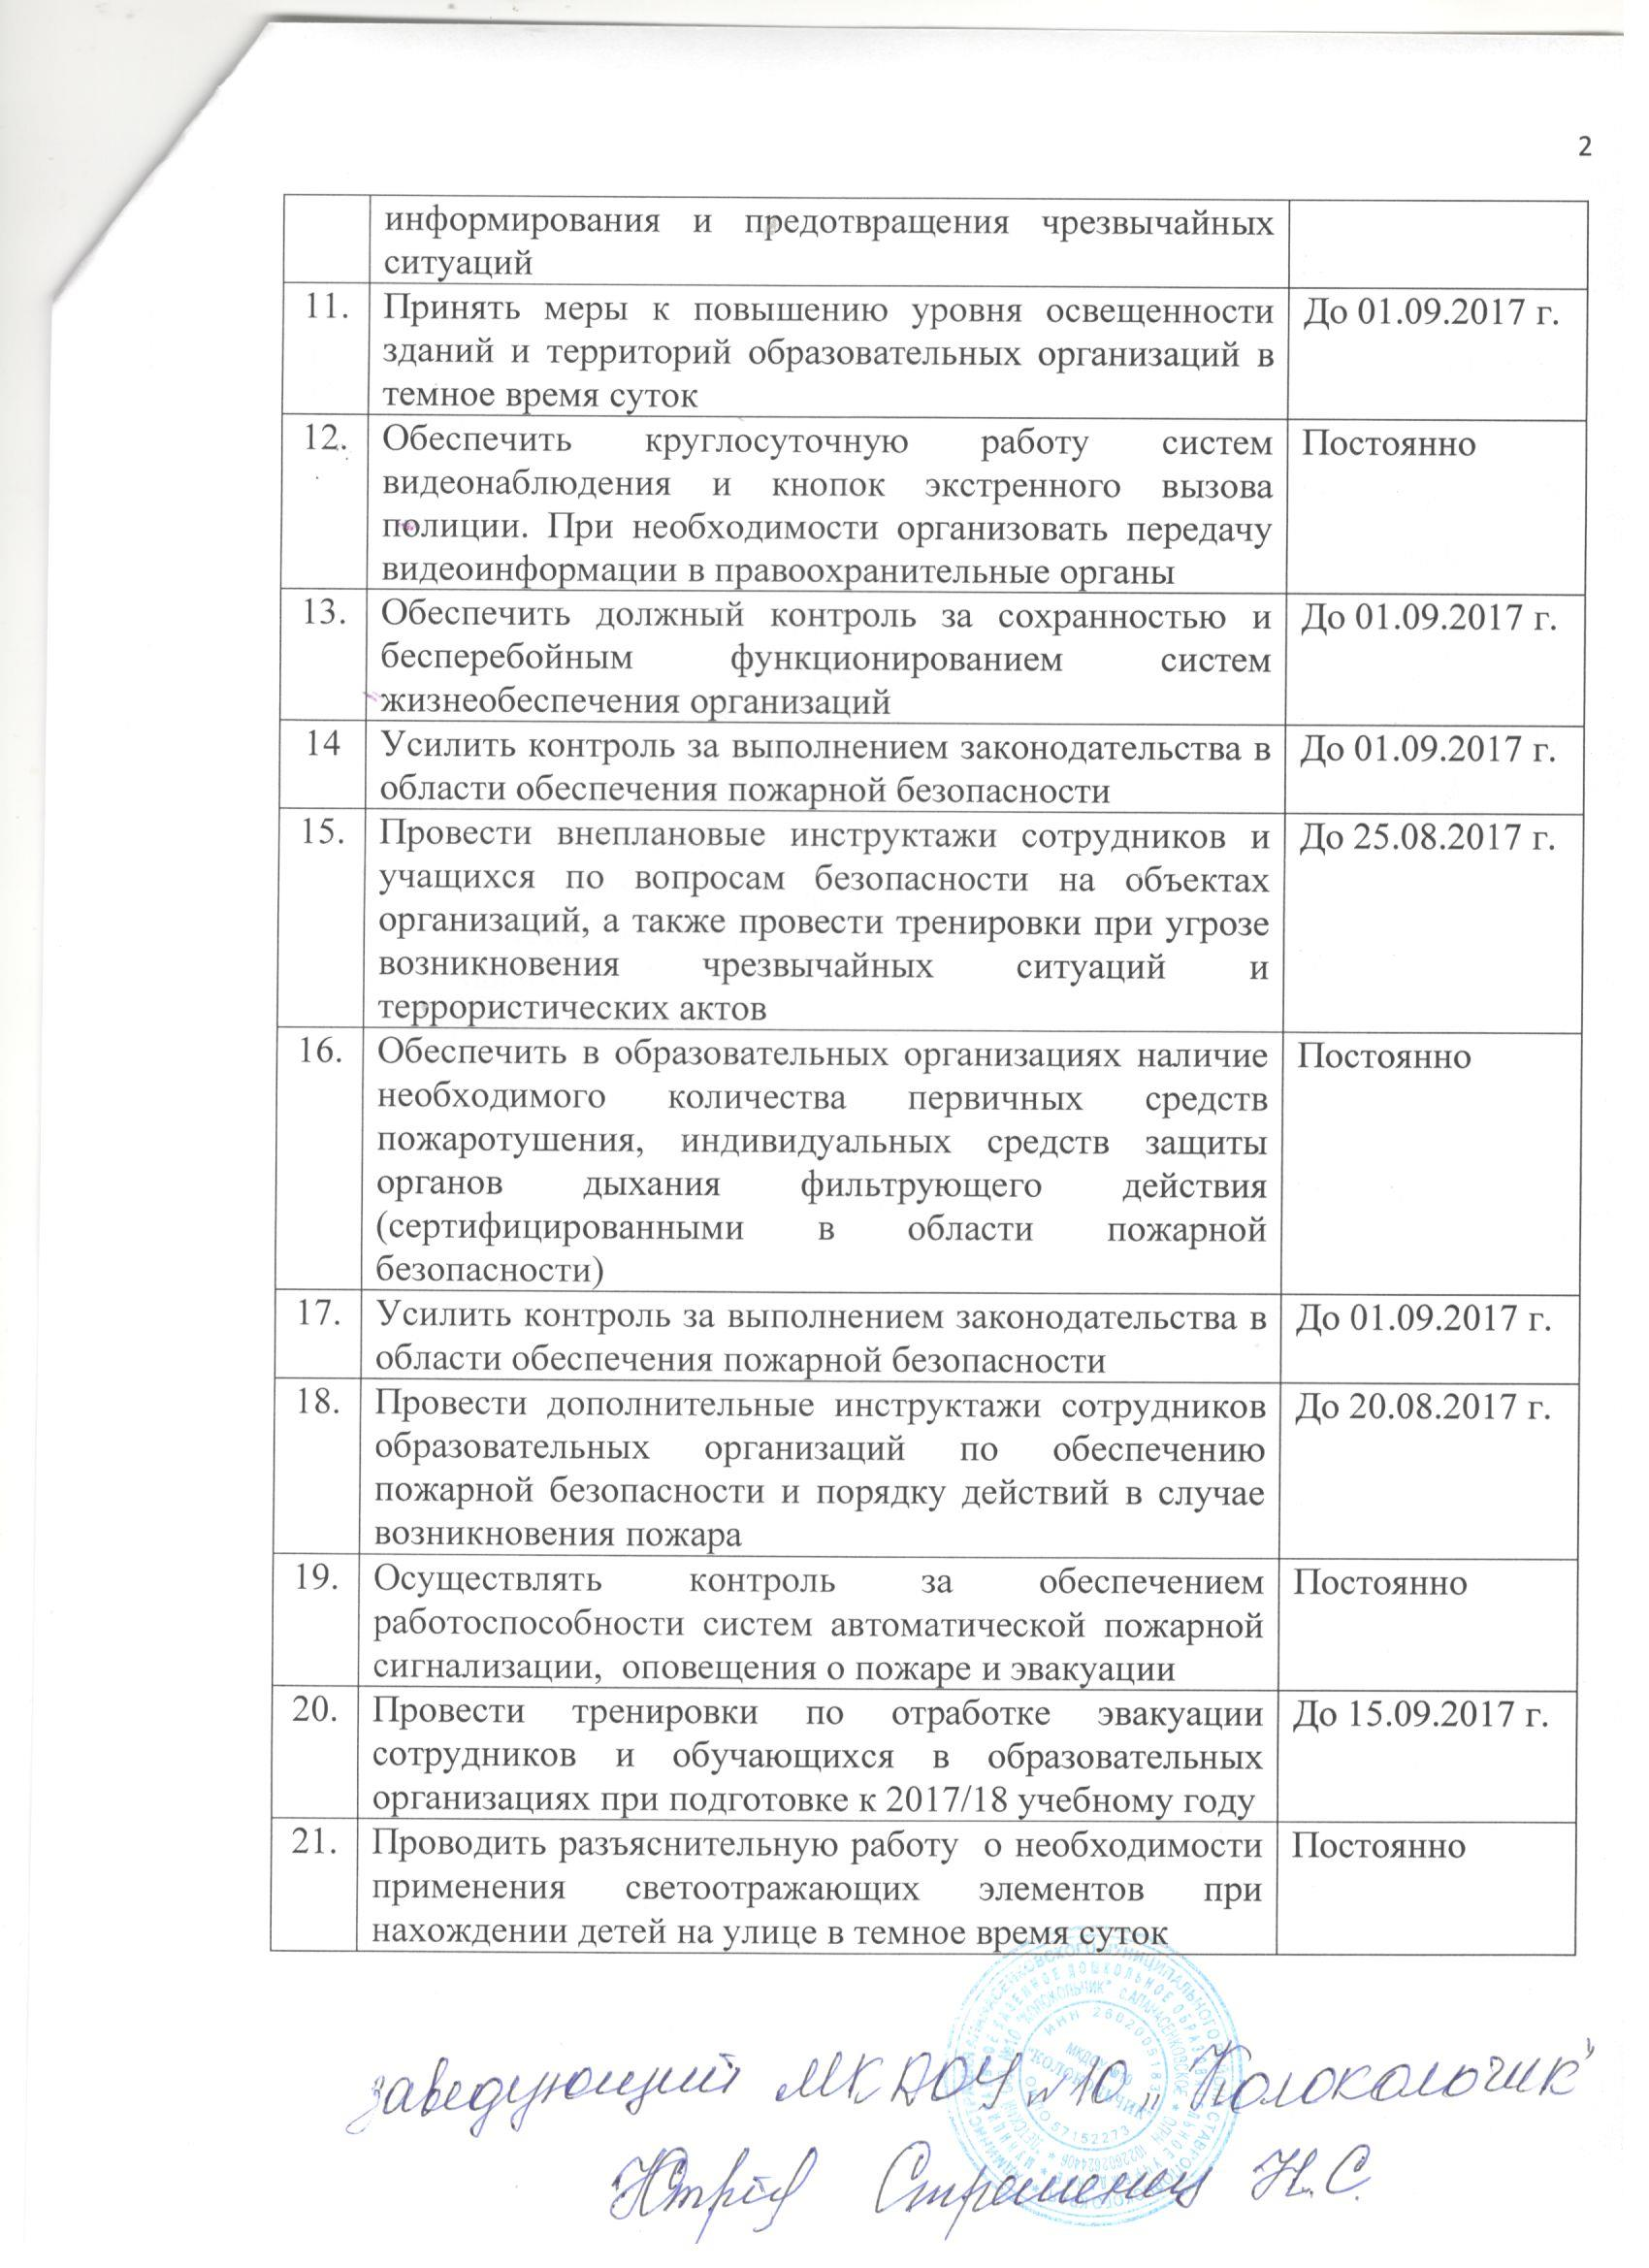 2
информирования и предотвращения чрезвычайных
ситуаций
11. Принять меры к повышению уровня освещенности До 01.09.2017 г.
зданий и территорий образовательных организаций в
темное время суток
12. Обеспечить круглосуточную работу систем Постоянно
видеонаблюдения и кнопок экстренного вызова
полиции. При необходимости организовать передачу
видеоинформации в правоохранительные органы
13. Обеспечить должный контроль за сохранностью и До 01.09.2017 г.
бесперебойным функционированием систем
жизнеобеспечения организаций
14 Усилить контроль за выполнением законодательства в До 01.09.2017 г.
области обеспечения пожарной безопасности
15. Провести внеплановые инструктажи сотрудников и До 25.08.2017 г.
учащихся по вопросам безопасности на объектах
организаций, а также провести тренировки при угрозе
возникновения чрезвычайных ситуаций и
террористических актов
16. Обеспечить в образовательных организациях наличие Постоянно
необходимого количества первичных средств
пожаротушения, индивидуальных средств защиты
органов дыхания фильтрующего действия
(сертифицированными в области пожарной
безопасности)
17. Усилить контроль за выполнением законодательства в До 01.09.2017 г.
области обеспечения пожарной безопасности
18. Провести дополнительные инструктажи сотрудников До 20.08.2017 г.
образовательных организаций по обеспечению
пожарной безопасности и порядку действий в случае
возникновения пожара
19. Осуществлять контроль за обеспечением Постоянно
работоспособности систем автоматической пожарной
сигнализации, оповещения о пожаре и эвакуации
20. Провести тренировки по отработке эвакуации До 15.09.2017 г.
сотрудников и обучающихся в образовательных
организациях при подготовке к 2017/18 учебному году
21. Проводить разъяснительную работу о необходимости Постоянно
применения светоотражающих элементов при
нахождении детей на улице в темное время суток
заведующий МКДОУ №10 „Колокольчик"
Н.С.
МКДОУ №10
"КОЛОКОЛЬЧИК"